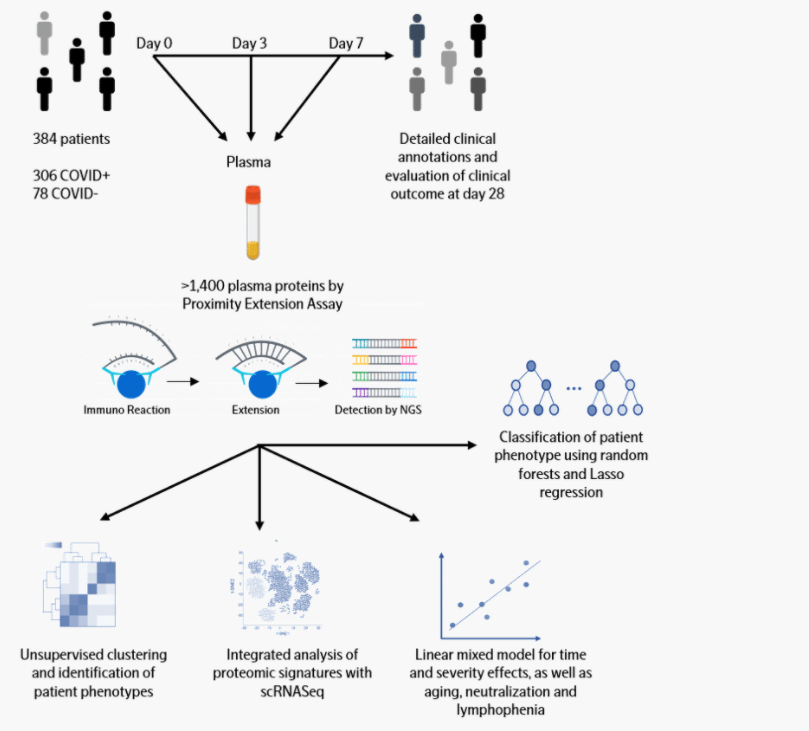 Day 0
Day 3
Day 7
384 patients
306 COVID+
78 COVID-
Plasma
Detailed clinical
annotations and
evaluation of clinical
outcome at day 28
>1,400 plasma proteins by
Proximity Extension Assay
Immuno Reaction
Extension
Detection by NGS
Classification of patient
phenotype using random
forests and Lasso
regression
Unsupervised clustering
and identification of
patient phenotypes
Integrated analysis of
proteomic signatures with
scRNASeq
Linear mixed model for time
and severity effects, as well as
aging, neutralization and
lymphophenia